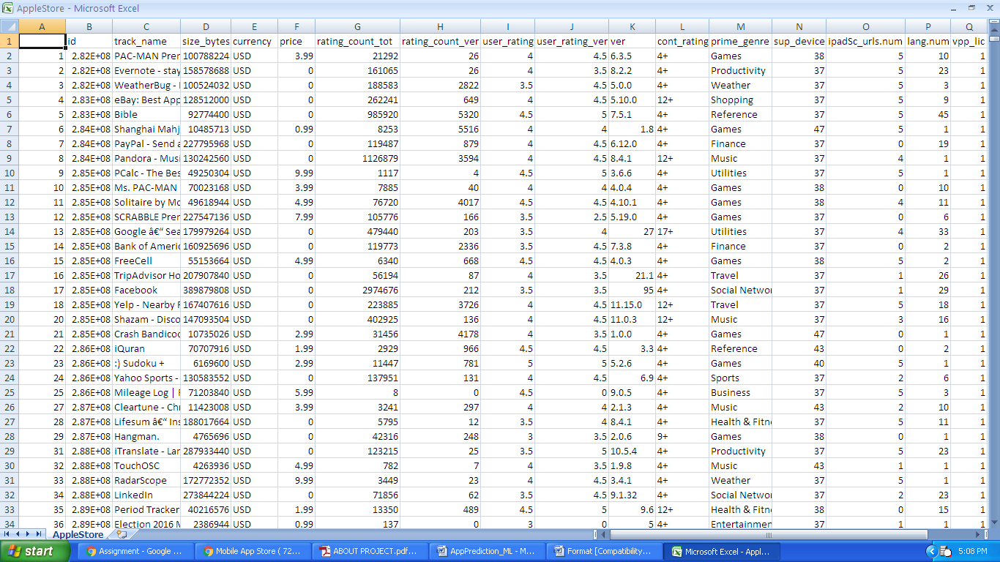 AppleStore - Microsoft Excel
A B C D E F G H I J K L M N O P Q
1 id track_name size_bytes currency price rating_count_tot rating_count_ver user_rating user_rating_ver ver cont_rating prime_genre sup_device ipadSc_urls.num lang.num vpp_lic
2 1 2.82E+08 PAC-MAN Pren 100788224 USD 3.99 21292 26 4 4.5 6.3.5 4+ Games 38 5 10 1
3 2 2.82E+08 Evernote - stay 158578688 USD 0 161065 26 4 3.5 8.2.2 4+ Productivity 37 5 23 1
4 3 2.82E+08 WeatherBug - 100524032 USD 0 188583 2822 3.5 4.5 5.0.0 4+ Weather 37 5 3 1
5 4 2.83E+08 eBay: Best App 128512000 USD 0 262241 649 4 4.5 5.10.0 12+ Shopping 37 5 9 1
6 5 2.83E+08 Bible 92774400 USD 0 985920 5320 4.5 5 7.5.1 4+ Reference 37 5 45 1
7 6 2.84E+08 Shanghai Mahj 10485713 USD 0.99 8253 5516 4 4 1.8 4+ Games 47 5 1 1
8 7 2.84E+08 PayPal - Send a 227795968 USD 0 119487 879 4 4.5 6.12.0 4+ Finance 37 0 19 1
9 8 2.84E+08 Pandora - Musi 130242560 USD 0 1126879 3594 4 4.5 8.4.1 12+ Music 37 4 1 1
10 9 2.85E+08 PCalc - The Bes 49250304 USD 9.99 1117 4 4.5 5 3.6.6 4+ Utilities 37 5 1 1
11 10 2.85E+08 Ms. PAC-MAN 70023168 USD 3.99 7885 40 4 4 4.0.4 4+ Games 38 0 10 1
12 11 2.85E+08 Solitaire by Mo 49618944 USD 4.99 76720 4017 4.5 4.5 4.10.1 4+ Games 38 4 11 1
13 12 2.85E+08 SCRABBLE Pren 227547136 USD 7.99 105776 166 3.5 2.5 5.19.0 4+ Games 37 0 6 1
14 13 2.85E+08 Google â€“ Sea 179979264 USD 0 479440 203 3.5 4 27 17+ Utilities 37 4 33 1
15 14 2.85E+08 Bank of Americ 160925696 USD 0 119773 2336 3.5 4.5 7.3.8 4+ Finance 37 0 2 1
16 15 2.85E+08 FreeCell 55153664 USD 4.99 6340 668 4.5 4.5 4.0.3 4+ Games 38 5 2 1
17 16 2.85E+08 TripAdvisor Ho 207907840 USD 0 56194 87 4 3.5 21.1 4+ Travel 37 1 26 1
18 17 2.85E+08 Facebook 389879808 USD 0 2974676 212 3.5 3.5 95 4+ Social Networ 37 1 29 1
19 18 2.85E+08 Yelp - Nearby R 167407616 USD 0 223885 3726 4 4.5 11.15.0 12+ Travel 37 5 18 1
20 20 2.85E+08 Shazam - Disco 147093504 USD 0 402925 136 4 4.5 11.0.3 12+ Music 37 3 16 1
21 21 2.85E+08 Crash Bandicoo 10735026 USD 2.99 31456 4178 4 3.5 1.0.0 4+ Games 47 0 1 1
22 22 2.86E+08 iQuran 70707916 USD 1.99 2929 966 4.5 4.5 3.3 4+ Reference 43 0 2 1
23 23 2.86E+08 :) Sudoku + 6169600 USD 2.99 11447 781 5 5 5.2.6 4+ Games 40 5 1 1
24 24 2.86E+08 Yahoo Sports - 130583552 USD 0 137951 131 4 4.5 6.9 4+ Sports 37 2 6 1
25 25 2.86E+08 Mileage Log | 71203840 USD 5.99 8 0 4.5 0 9.0.5 4+ Business 37 5 3 1
26 27 2.87E+08 Cleartune - Chr 11423008 USD 3.99 3241 297 4 4 2.1.3 4+ Music 43 2 10 1
27 28 2.87E+08 Lifesum â€“ Ins 188017664 USD 0 5795 12 3.5 4 8.4.1 4+ Health & Fitne 37 5 11 1
28 29 2.87E+08 Hangman. 4765696 USD 0 42316 248 3 3.5 2.0.6 9+ Games 38 0 1 1
29 31 2.88E+08 iTranslate - Lan 287933440 USD 0 123215 25 3.5 5 10.5.4 4+ Productivity 37 5 23 1
30 32 2.88E+08 TouchOSC 4263936 USD 4.99 782 7 4 3.5 1.9.8 4+ Music 43 1 1 1
31 33 2.88E+08 RadarScope 172772352 USD 9.99 3449 23 4 4.5 3.4.1 4+ Weather 37 5 1 1
32 34 2.88E+08 LinkedIn 273844224 USD 0 71856 62 3.5 4.5 9.1.32 4+ Social Networ 37 2 23 1
33 35 2.89E+08 Period Tracker 40216576 USD 1.99 13350 489 4.5 5 9.6 12+ Health & Fitne 38 0 15 1
34 36 2.89E+08 Election 2016 M 2386944 USD 0.99 137 0 3 0 5 4+ Entertainmen 37 1 1 1
AppleStore
start Assignment - Google ... Mobile App Store ( 72... ABOUT PROJECT.pdf... AppPrediction_ML - M... Format [Compatibility... Microsoft Excel - Appl... 5:08 PM